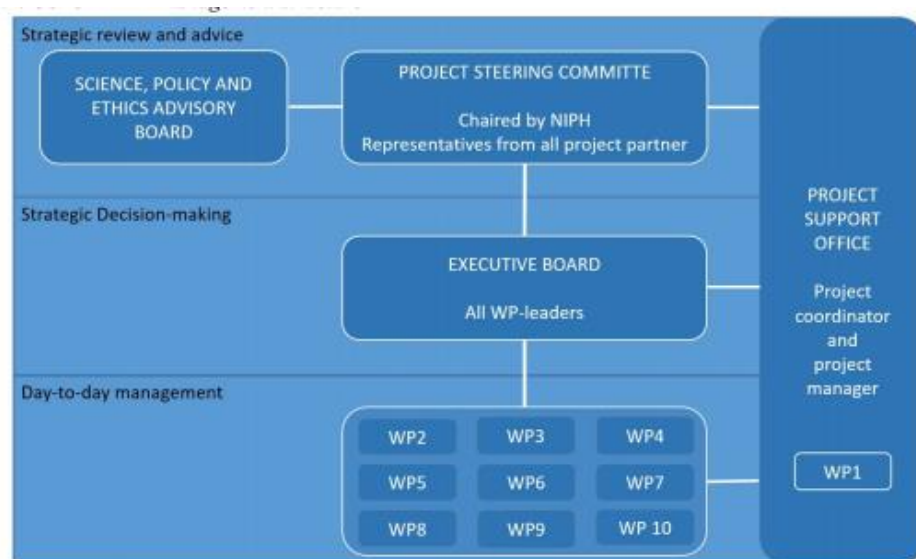 Strategic review and advice
SCIENCE, POLICY AND
ETHICS ADVISORY
BOARD
PROJECT STEERING COMMITTE
Chaired by NIPH
Representatives from all project partner
Strategic Decision-making
EXECUTIVE BOARD
All WP-leaders
Day-to-day management
WP2
WP3
WP4
WP5
WP6
WP7
WP8
WP9
WP 10
PROJECT
SUPPORT
OFFICE
Project
coordinator
and
project
manager
WP1